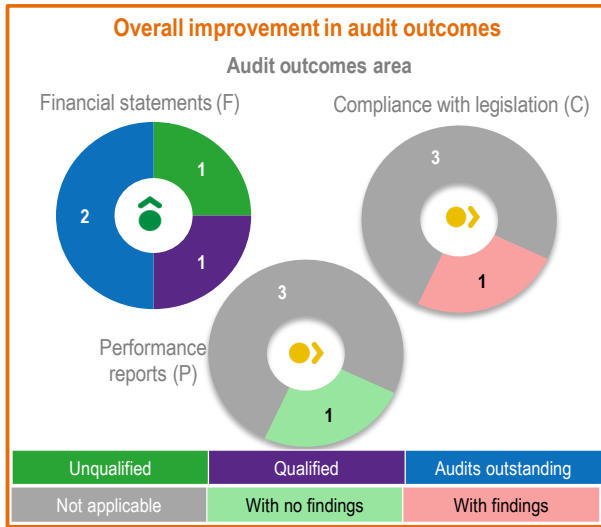 Overall improvement in audit outcomes
Audit outcomes area
Financial statements (F)
Compliance with legislation (C)
1
2
1
3
1
Performance
reports (P)
3
1
Unqualified
Qualified
Audits outstanding
Not applicable
With no findings
With findings